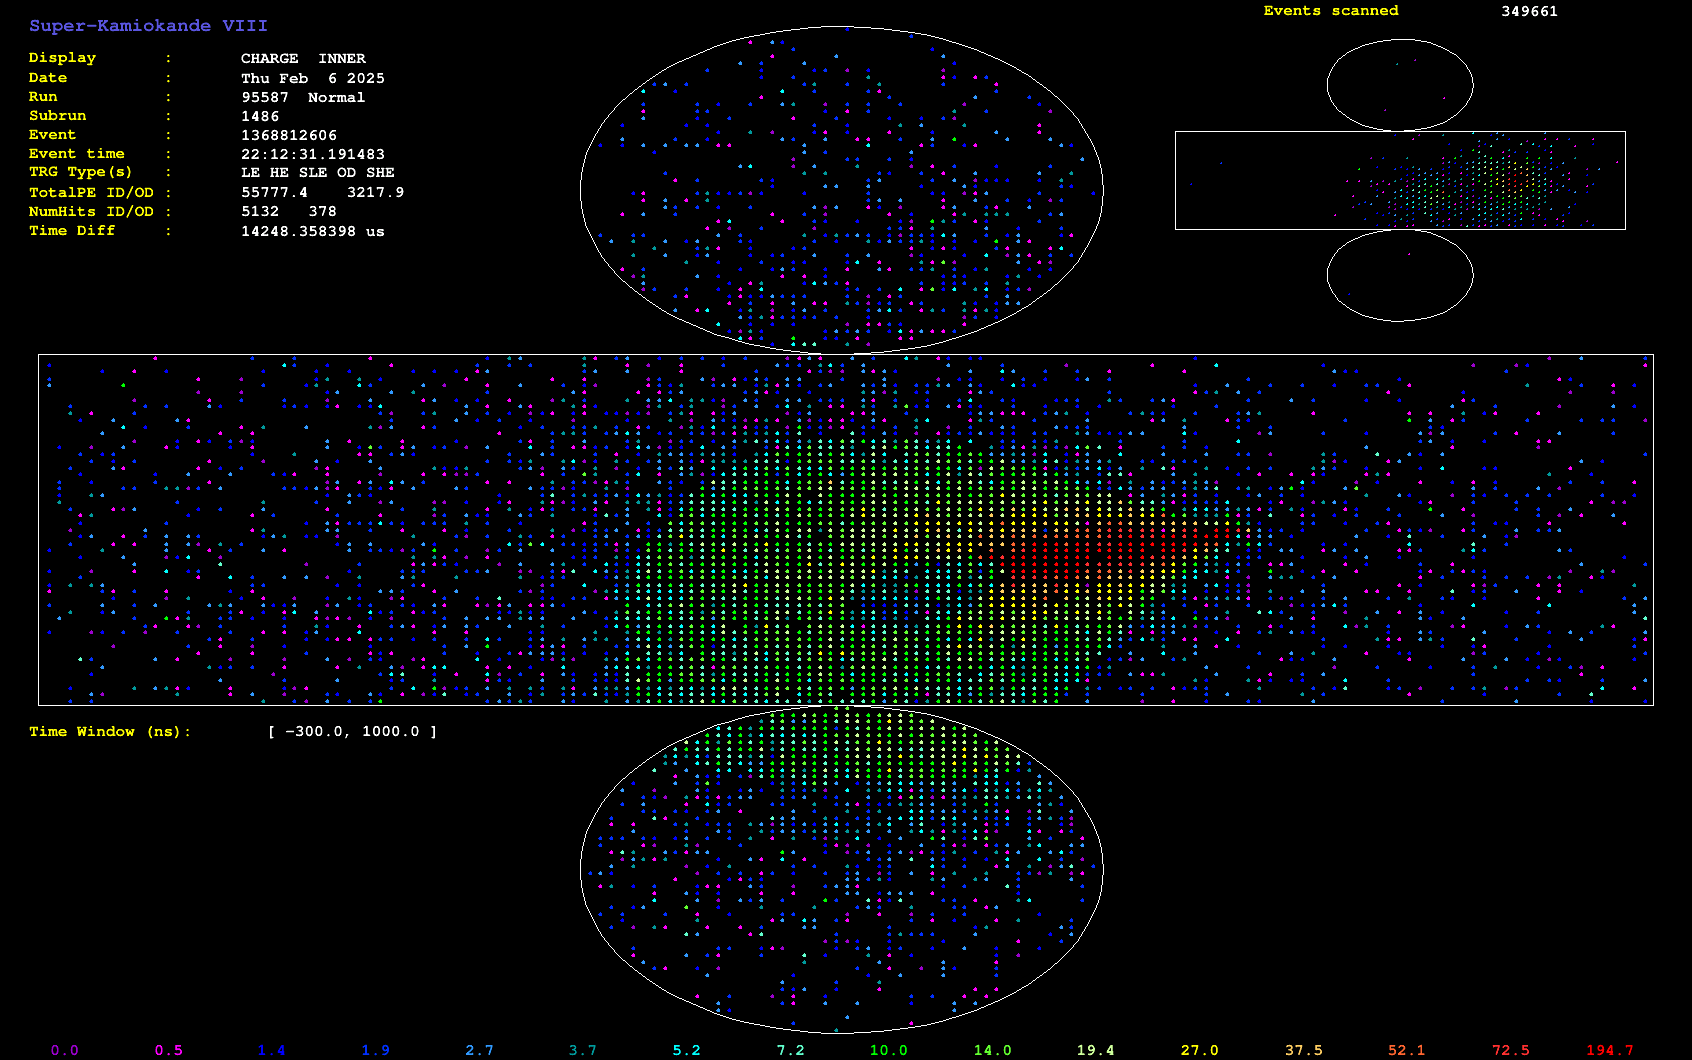 Super-Kamiokande VIII
Events scanned 349661
Display : CHARGE INNER
Date : Thu Feb 6 2025
Run : 95587 Normal
Subrun : 1486
Event : 1368812606
Event time : 22:12:31.191483
TRG Type(s) : LE HE SLE OD SHE
TotalPE ID/OD : 55777.4 3217.9
NumHits ID/OD : 5132 378
Time Diff : 14248.358398 us
Time Window (ns): [ -300.0, 1000.0 ]
0.0 0.5 1.4 1.9 2.7 3.7 5.2 7.2 10.0 14.0 19.4 27.0 37.5 52.1 72.5 194.7